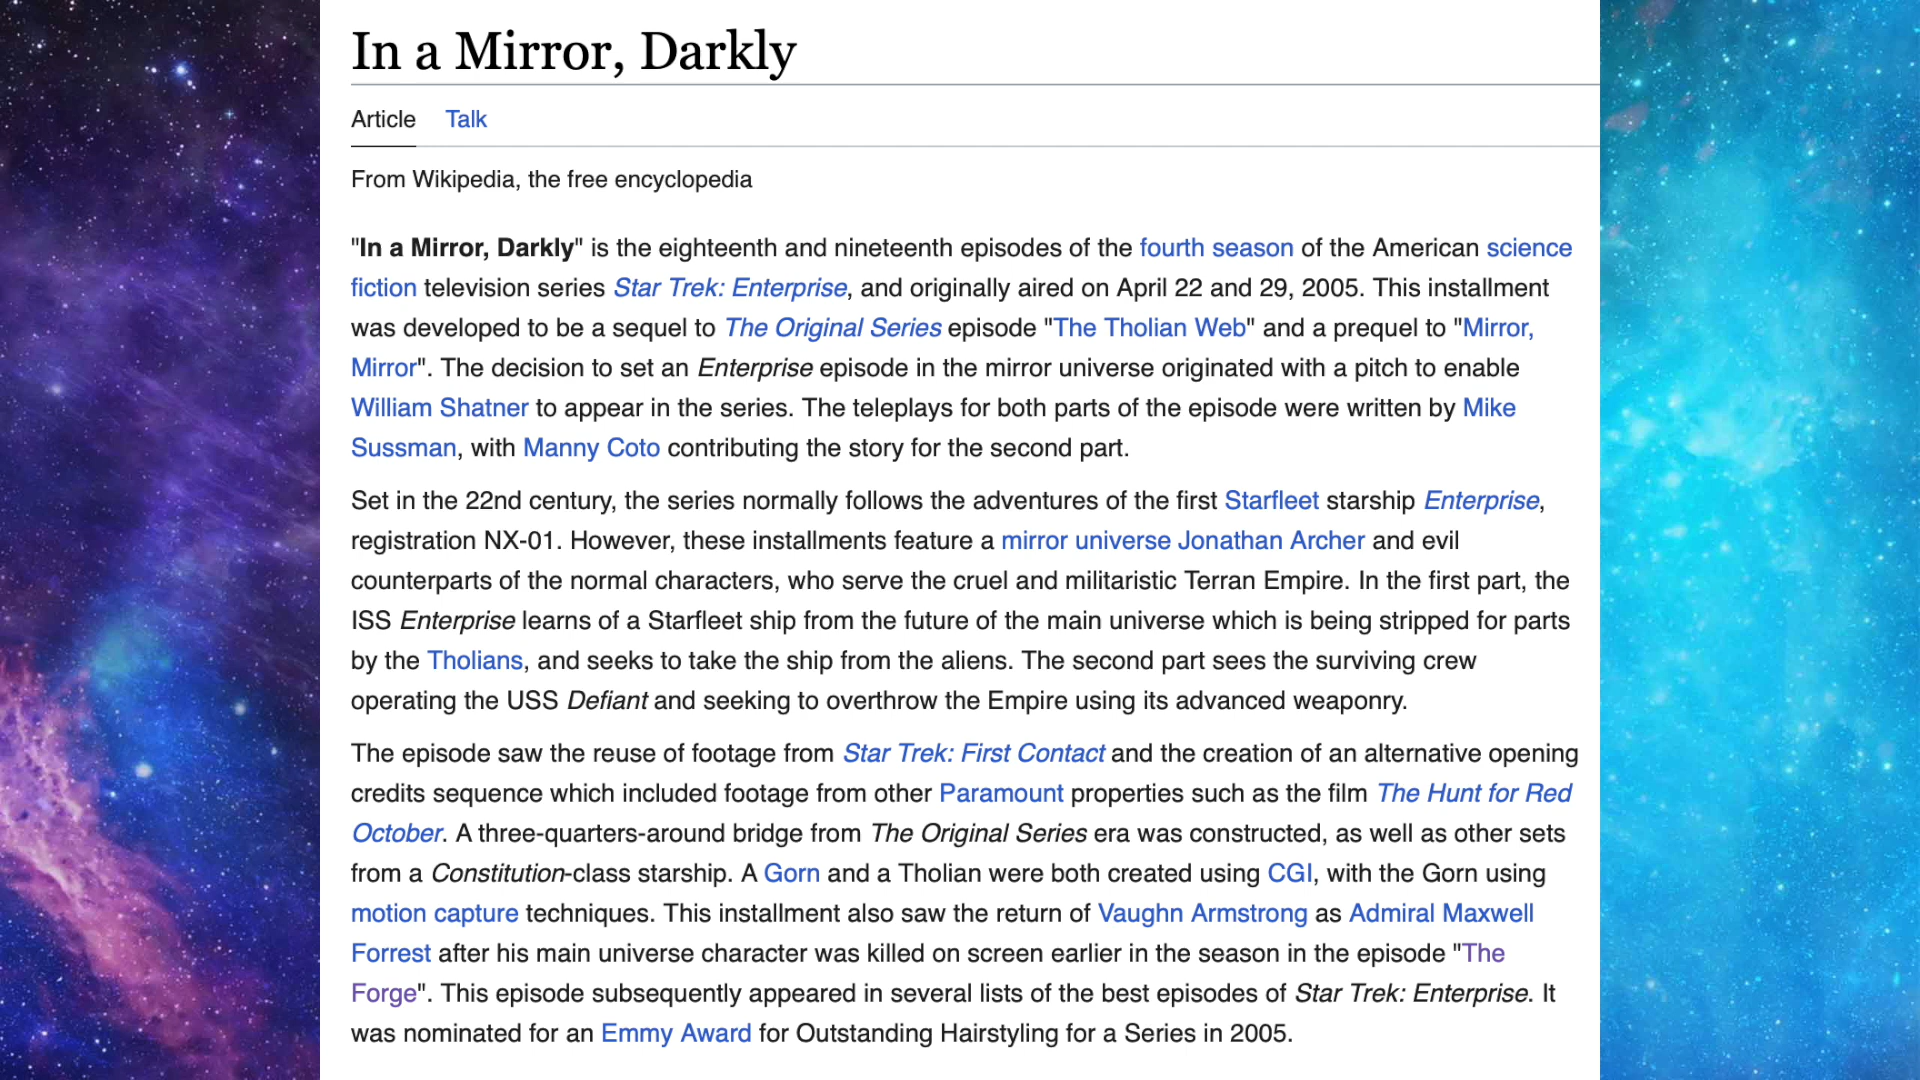 In a Mirror, Darkly
Article Talk
From Wikipedia, the free encyclopedia
"In a Mirror, Darkly" is the eighteenth and nineteenth episodes of the fourth season of the American science
fiction television series Star Trek: Enterprise, and originally aired on April 22 and 29, 2005. This installment
was developed to be a sequel to The Original Series episode "The Tholian Web" and a prequel to "Mirror,
Mirror". The decision to set an Enterprise episode in the mirror universe originated with a pitch to enable
William Shatner to appear in the series. The teleplays for both parts of the episode were written by Mike
Sussman, with Manny Coto contributing the story for the second part.
Set in the 22nd century, the series normally follows the adventures of the first Starfleet starship Enterprise,
registration NX-01. However, these installments feature a mirror universe Jonathan Archer and evil
counterparts of the normal characters, who serve the cruel and militaristic Terran Empire. In the first part, the
ISS Enterprise learns of a Starfleet ship from the future of the main universe which is being stripped for parts
by the Tholians, and seeks to take the ship from the aliens. The second part sees the surviving crew
operating the USS Defiant and seeking to overthrow the Empire using its advanced weaponry.
The episode saw the reuse of footage from Star Trek: First Contact and the creation of an alternative opening
credits sequence which included footage from other Paramount properties such as the film The Hunt for Red
October. A three-quarters-around bridge from The Original Series era was constructed, as well as other sets
from a Constitution-class starship. A Gorn and a Tholian were both created using CGI, with the Gorn using
motion capture techniques. This installment also saw the return of Vaughn Armstrong as Admiral Maxwell
Forrest after his main universe character was killed on screen earlier in the season in the episode "The
Forge". This episode subsequently appeared in several lists of the best episodes of Star Trek: Enterprise. It
was nominated for an Emmy Award for Outstanding Hairstyling for a Series in 2005.